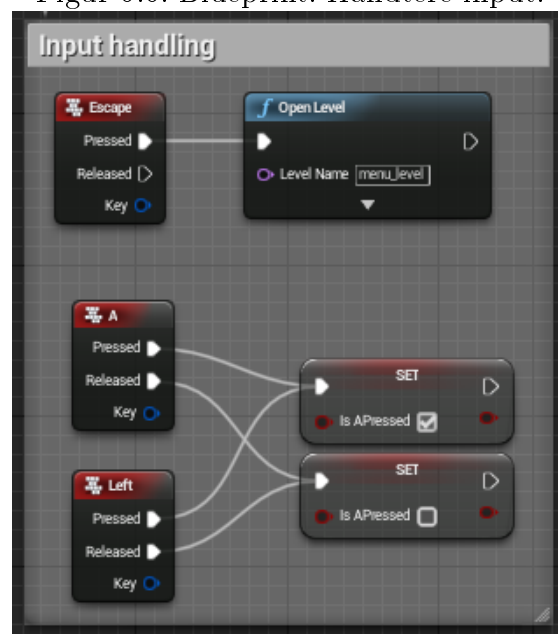 Input handling
Escape
Pressed
Released
Key
Open Level
Level Name menu_level
A
Pressed
Released
Key
SET
Is APressed
SET
Is APressed
Left
Pressed
Released
Key